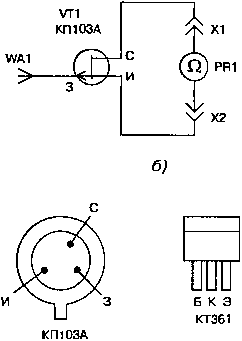 VT1
КП103А
X1
WA1
С
Ω
PR1
И
З
X2
б)
С
И
З
Б К Э
КП103А
КТ361